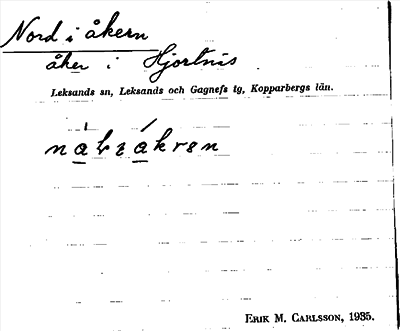 Nord i åkern
åker i Hjortnäs.
Leksands sn, Leksands och Gagnefs tg, Kopparbergs län.
ERIK M. CARLSSON, 1935.